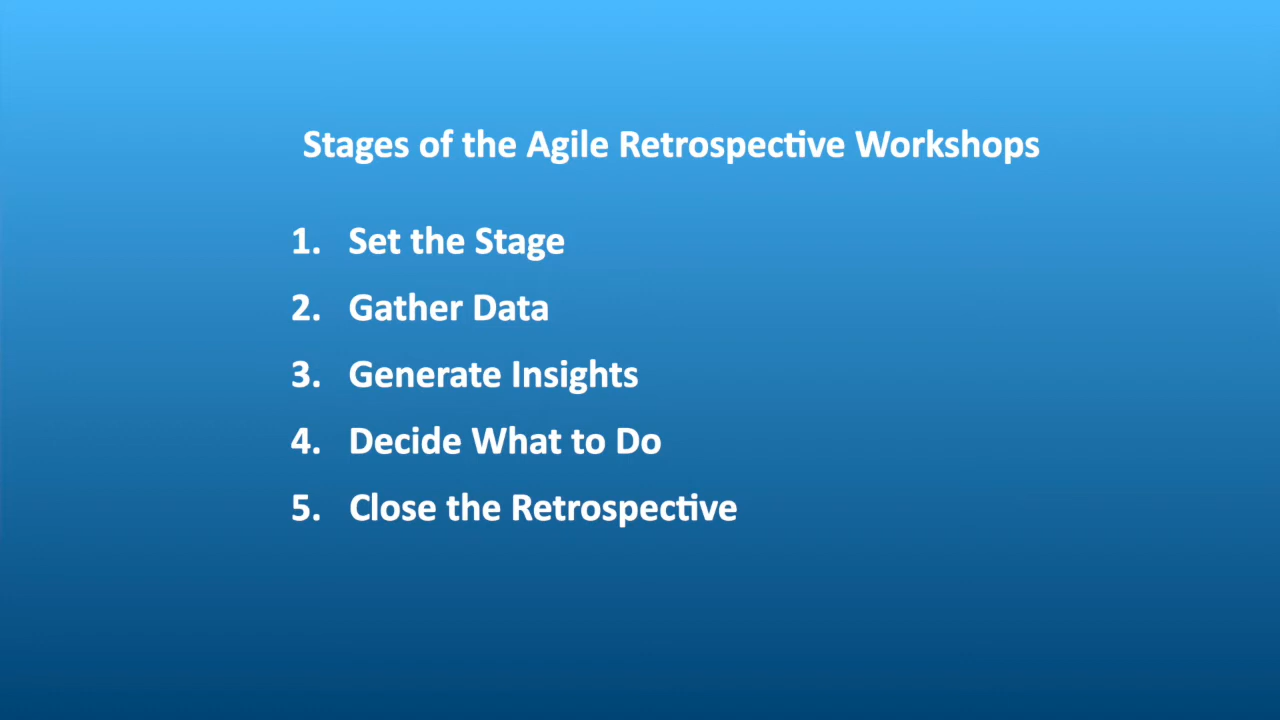 Stages of the Agile Retrospective Workshops
1. Set the Stage
2. Gather Data
3. Generate Insights
4. Decide What to Do
5. Close the Retrospective